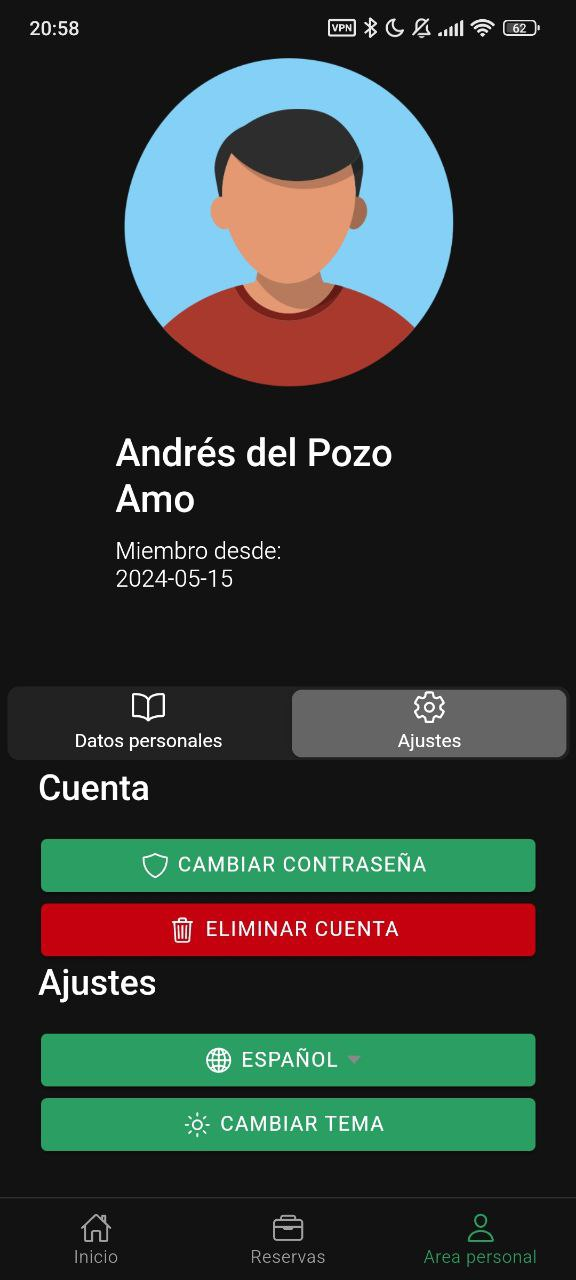 20:58
VPN
62
Andrés del Pozo
Amo
Miembro desde:
2024-05-15
Datos personales
Ajustes
Cuenta
CAMBIAR CONTRASEÑA
ELIMINAR CUENTA
Ajustes
ESPAÑOL
CAMBIAR TEMA
Inicio
Reservas
Area personal